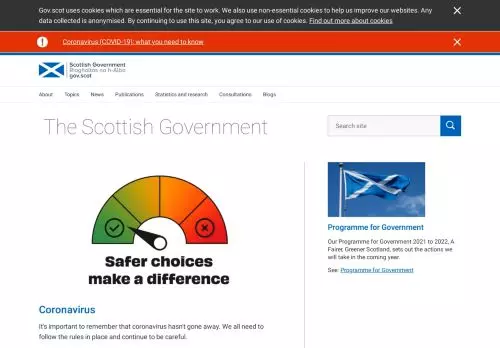 Gov.scot uses cookies which are essential for the site to work. We also use non-essential cookies to help us improve our websites. Any
data collected is anonymised. By continuing to use this site, you agree to our use of cookies. Find out more about cookies
Coronavirus (COVID-19): what you need to know
Scottish Government
Riaghaltas na h-Alba
gov.scot
About Topics News Publications Statistics and research Consultations Blogs
The Scottish Government
Search site
Safer choices
make a difference
Coronavirus
It's important to remember that coronavirus hasn't gone away. We all need to
follow the rules in place and continue to be careful.
Programme for Government
Our Programme for Government 2021 to 2022, A
Fairer, Greener Scotland, sets out the actions we
will take in the coming year.
See: Programme for Government